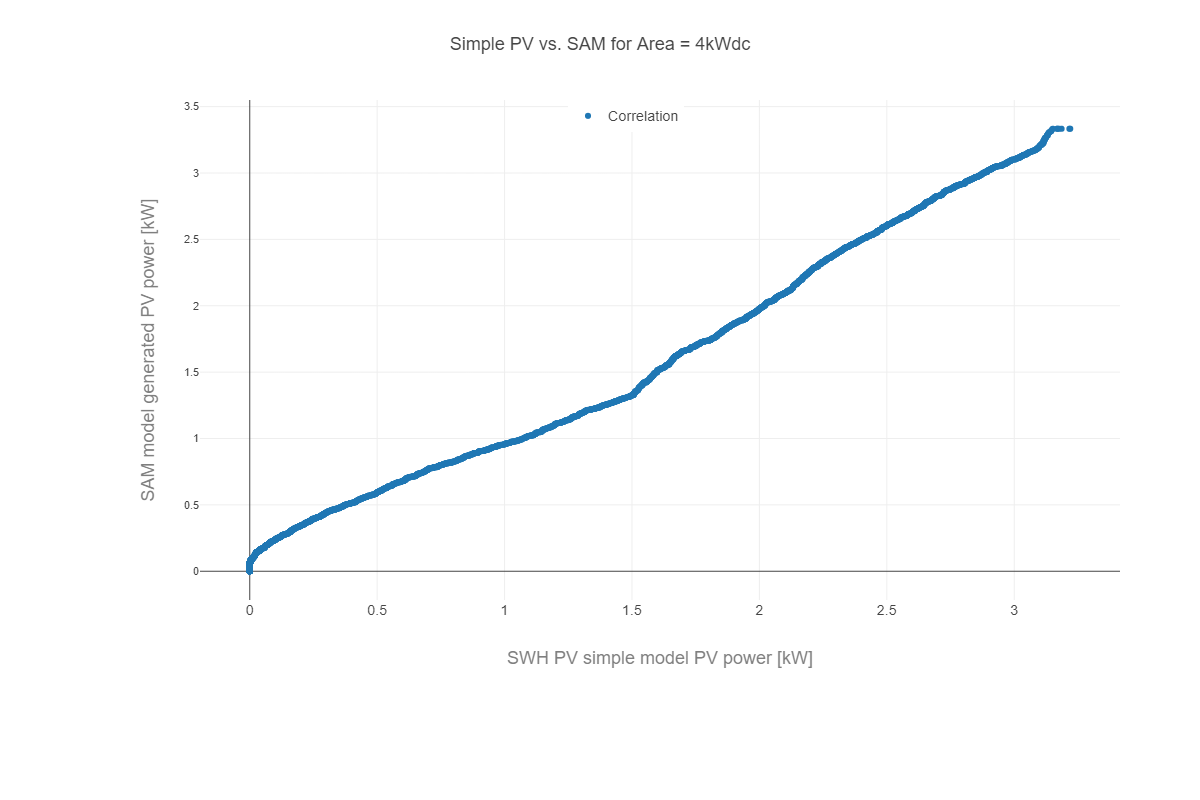 Simple PV vs. SAM for Area = 4kWdc
Correlation
3.5
3
2.5
2
1.5
1
0.5
0
SAM model generated PV power [kW]
0 0.5 1 1.5 2 2.5 3
SWH PV simple model PV power [kW]